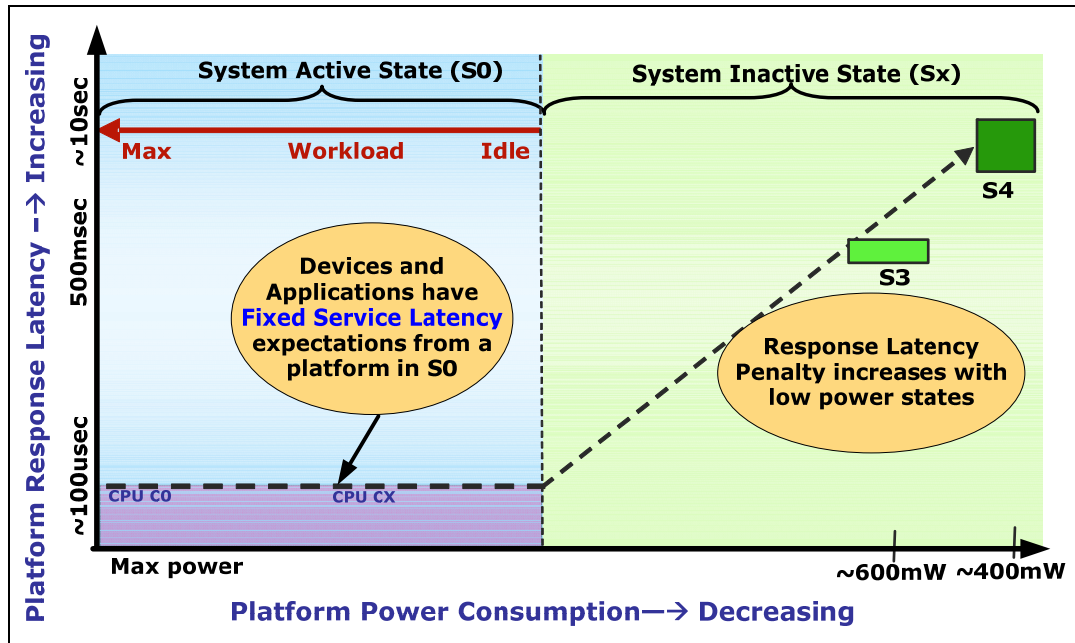 System Active State (S0)
System Inactive State (Sx)
Max
Workload
Idle
S4
S3
Devices and
Applications have
Fixed Service Latency
expectations from a
platform in S0
Response Latency
Penalty increases with
low power states
CPU C0
CPU CX
Platform Response Latency –→ Increasing
~10sec
500msec
~100usec
Max power
~600mW
~400mW
Platform Power Consumption—→ Decreasing